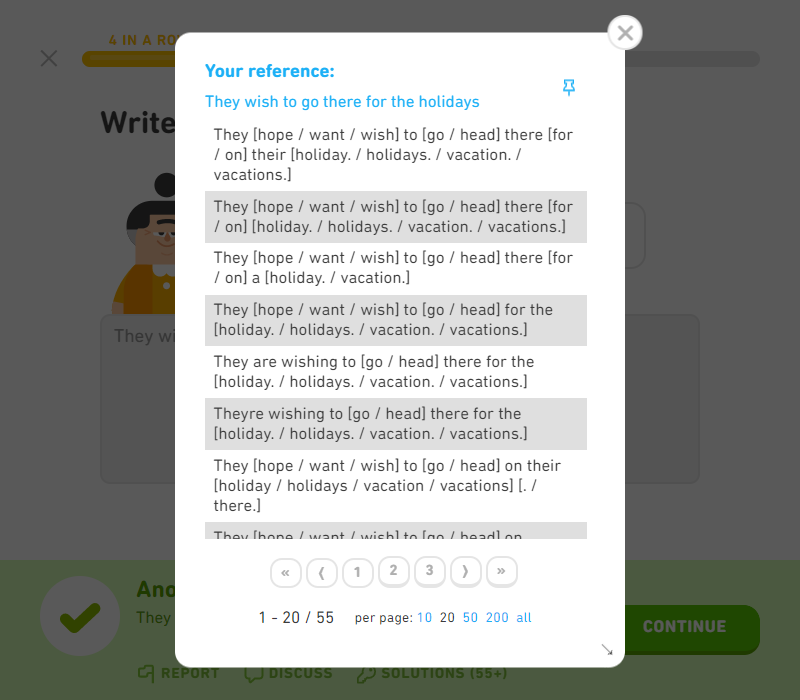 4 IN A RO
Write
Your reference:
They wish to go there for the holidays
They [hope / want / wish] to [go / head] there [for
/ on] their [holiday. / holidays. / vacation. /
vacations.]
They [hope / want / wish] to [go / head] there [for
/ on] [holiday. / holidays. / vacation. / vacations.]
They [hope / want / wish] to [go / head] there [for
/ on] a [holiday. / vacation.]
They [hope / want / wish] to [go / head] for the
[holiday. / holidays. / vacation. / vacations.]
They are wishing to [go / head] there for the
[holiday. / holidays. / vacation. / vacations.]
Theyre wishing to [go / head] there for the
[holiday. / holidays. / vacation. / vacations.]
They [hope / want / wish] to [go / head] on their
[holiday / holidays / vacation / vacations] [. /
there.]
They [hope / want / wish] to [go / head] on
They wi
« ⟨ 1 2 3 ⟩ »
1 - 20 / 55 per page: 10 20 50 200 all
Ano
They
CONTINUE
REPORT DISCUSS SOLUTIONS (55+)